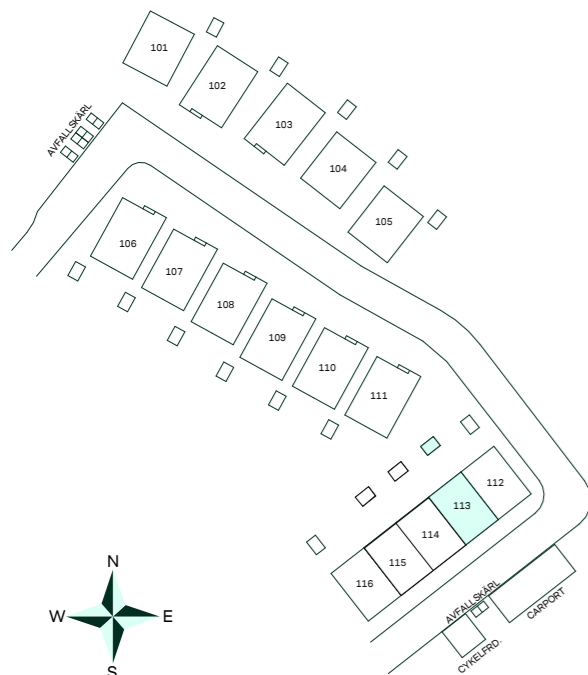 101
102
103
104
105
AVFALLSKÄRL
106
107
108
109
110
111
112
113
114
115
116
AVFALLSKÄRL
CARPORT
CYKELFRD.
N
W
E
S